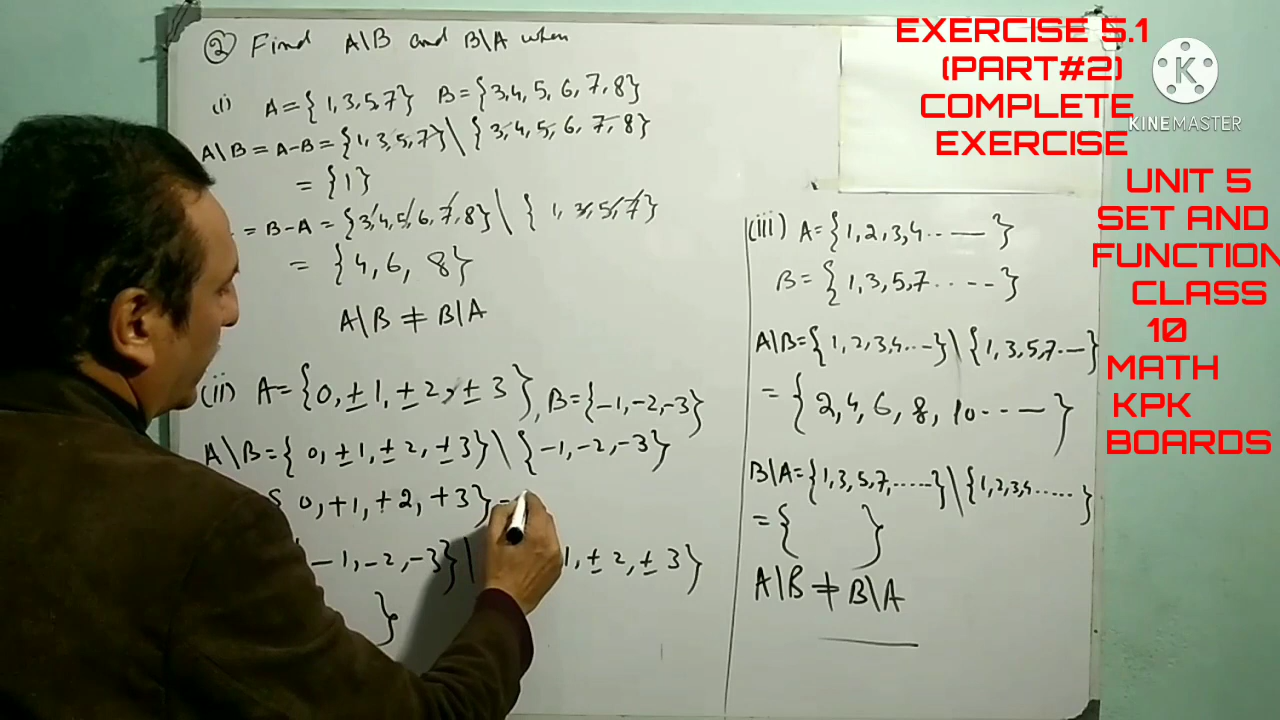 ② Find A\B and B\A when
(i) A={1,3,5,7} B={3,4,5,6,7,8}
A\B = A-B = {1,3,5,7}\{3,4,5,6,7,8}
= {1}
= B-A = {3,4,5,6,7,8}\{1,3,5,7}
= {4,6,8}
A\B ≠ B\A
(ii) A={0,±1,±2,±3}, B={-1,-2,-3}
A\B={0,±1,±2,±3}\{-1,-2,-3}
{0,+1,+2,+3} =
-1,-2,-3}\ 1,±2,±3}
}
(iii) A={1,2,3,4..—}
B={1,3,5,7.....--}
A\B={1,2,3,4...-}\{1,3,5,7..—}
={2,4,6,8,10...—}
B\A={1,3,5,7,.....-}\{1,2,3,4......}
={ }
A\B ≠ B\A
EXERCISE 5.1
(PART#2)
COMPLETE
EXERCISE
KINEMASTER
UNIT 5
SET AND
FUNCTION
CLASS
10
MATH
KPK
BOARDS